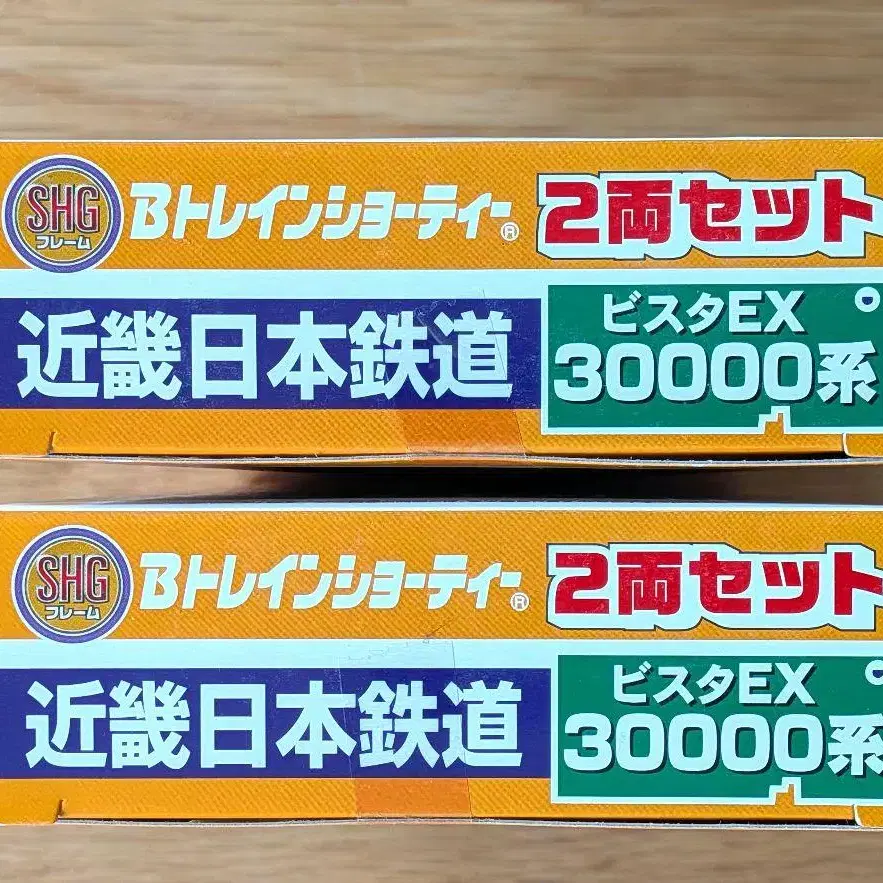 SHG
フレーム
Bトレインショーティー®
2両セット
近畿日本鉄道
ビスタEX
30000系
SHG
フレーム
Bトレインショーティー®
2両セット
近畿日本鉄道
ビスタEX
30000系